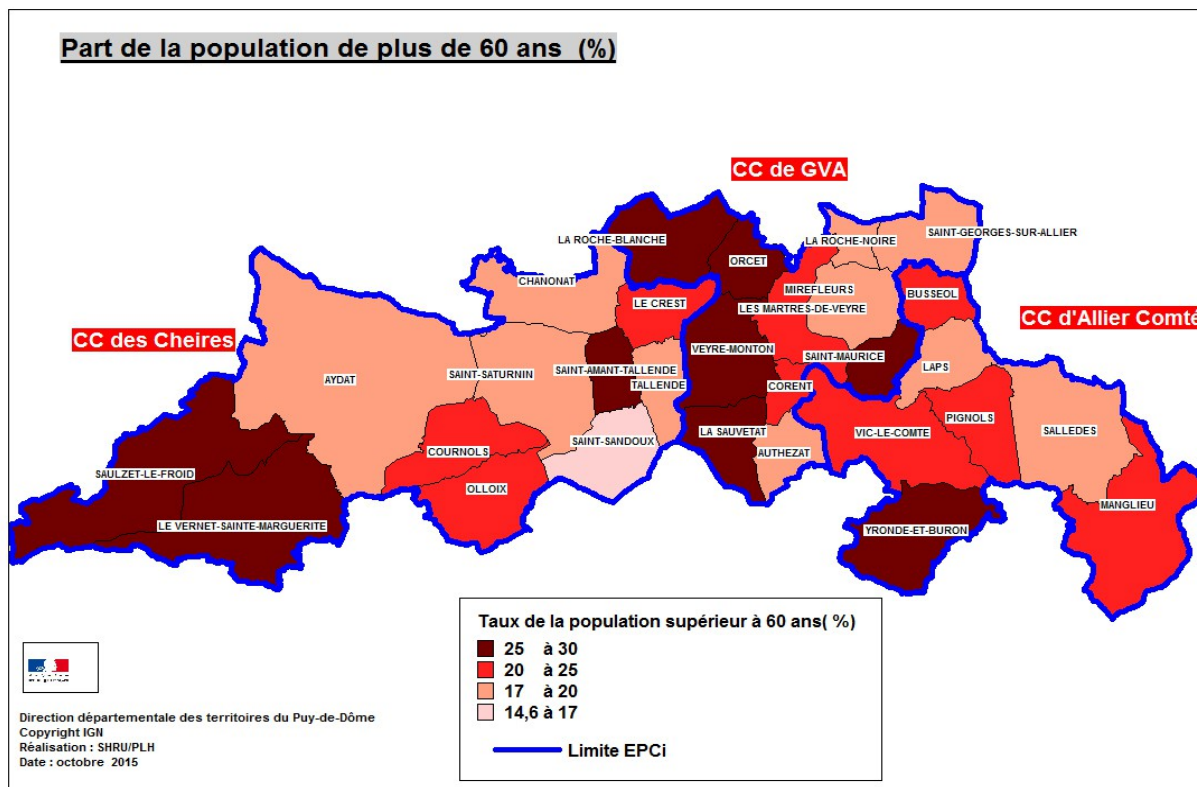 Part de la population de plus de 60 ans (%)
CC de GVA
CC des Cheires
CC d'Allier Comté
LA ROCHE-BLANCHE
ORCET
LA ROCHE-NOIRE
SAINT-GEORGES-SUR-ALLIER
CHANONAT
MIREFLEURS
BUSSEOL
LE CREST
LES MARTRES-DE-VEYRE
VEYRE-MONTON
SAINT-MAURICE
LAPS
AYDAT
SAINT-SATURNIN
SAINT-AMANT-TALLENDE
TALLENDE
CORENT
PIGNOLS
SALLEDES
LA SAUVETAT
VIC-LE-COMTE
SAINT-SANDOUX
COURNOLS
AUTHEZAT
SAULZET-LE-FROID
OLLOIX
MANGLIEU
LE VERNET-SAINTE-MARGUERITE
YRONDE-ET-BURON
Taux de la population supérieur à 60 ans( %)
25 à 30
20 à 25
17 à 20
14,6 à 17
Limite EPCi
Direction départementale des territoires du Puy-de-Dôme
Copyright IGN
Réalisation : SHRU/PLH
Date : octobre 2015